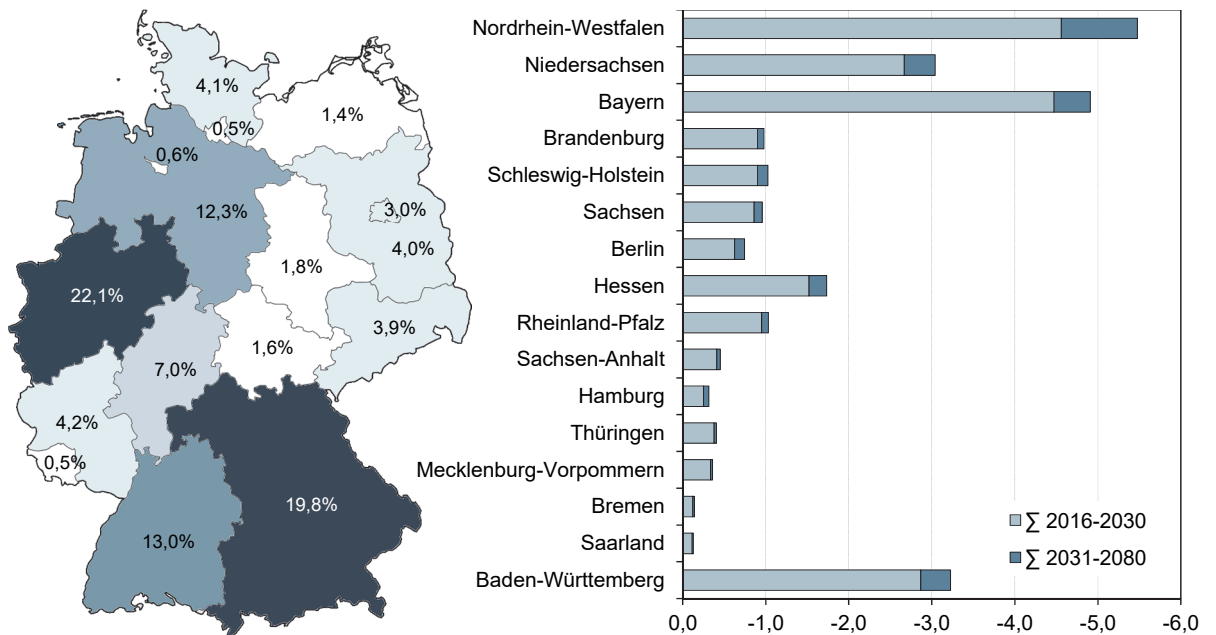 4,1%
0,5%
1,4%
0,6%
12,3%
3,0%
4,0%
1,8%
22,1%
3,9%
1,6%
7,0%
4,2%
0,5%
19,8%
13,0%
Nordrhein-Westfalen
Niedersachsen
Bayern
Brandenburg
Schleswig-Holstein
Sachsen
Berlin
Hessen
Rheinland-Pfalz
Sachsen-Anhalt
Hamburg
Thüringen
Mecklenburg-Vorpommern
Bremen
Saarland
Baden-Württemberg
∑ 2016-2030
∑ 2031-2080
0,0 -1,0 -2,0 -3,0 -4,0 -5,0 -6,0